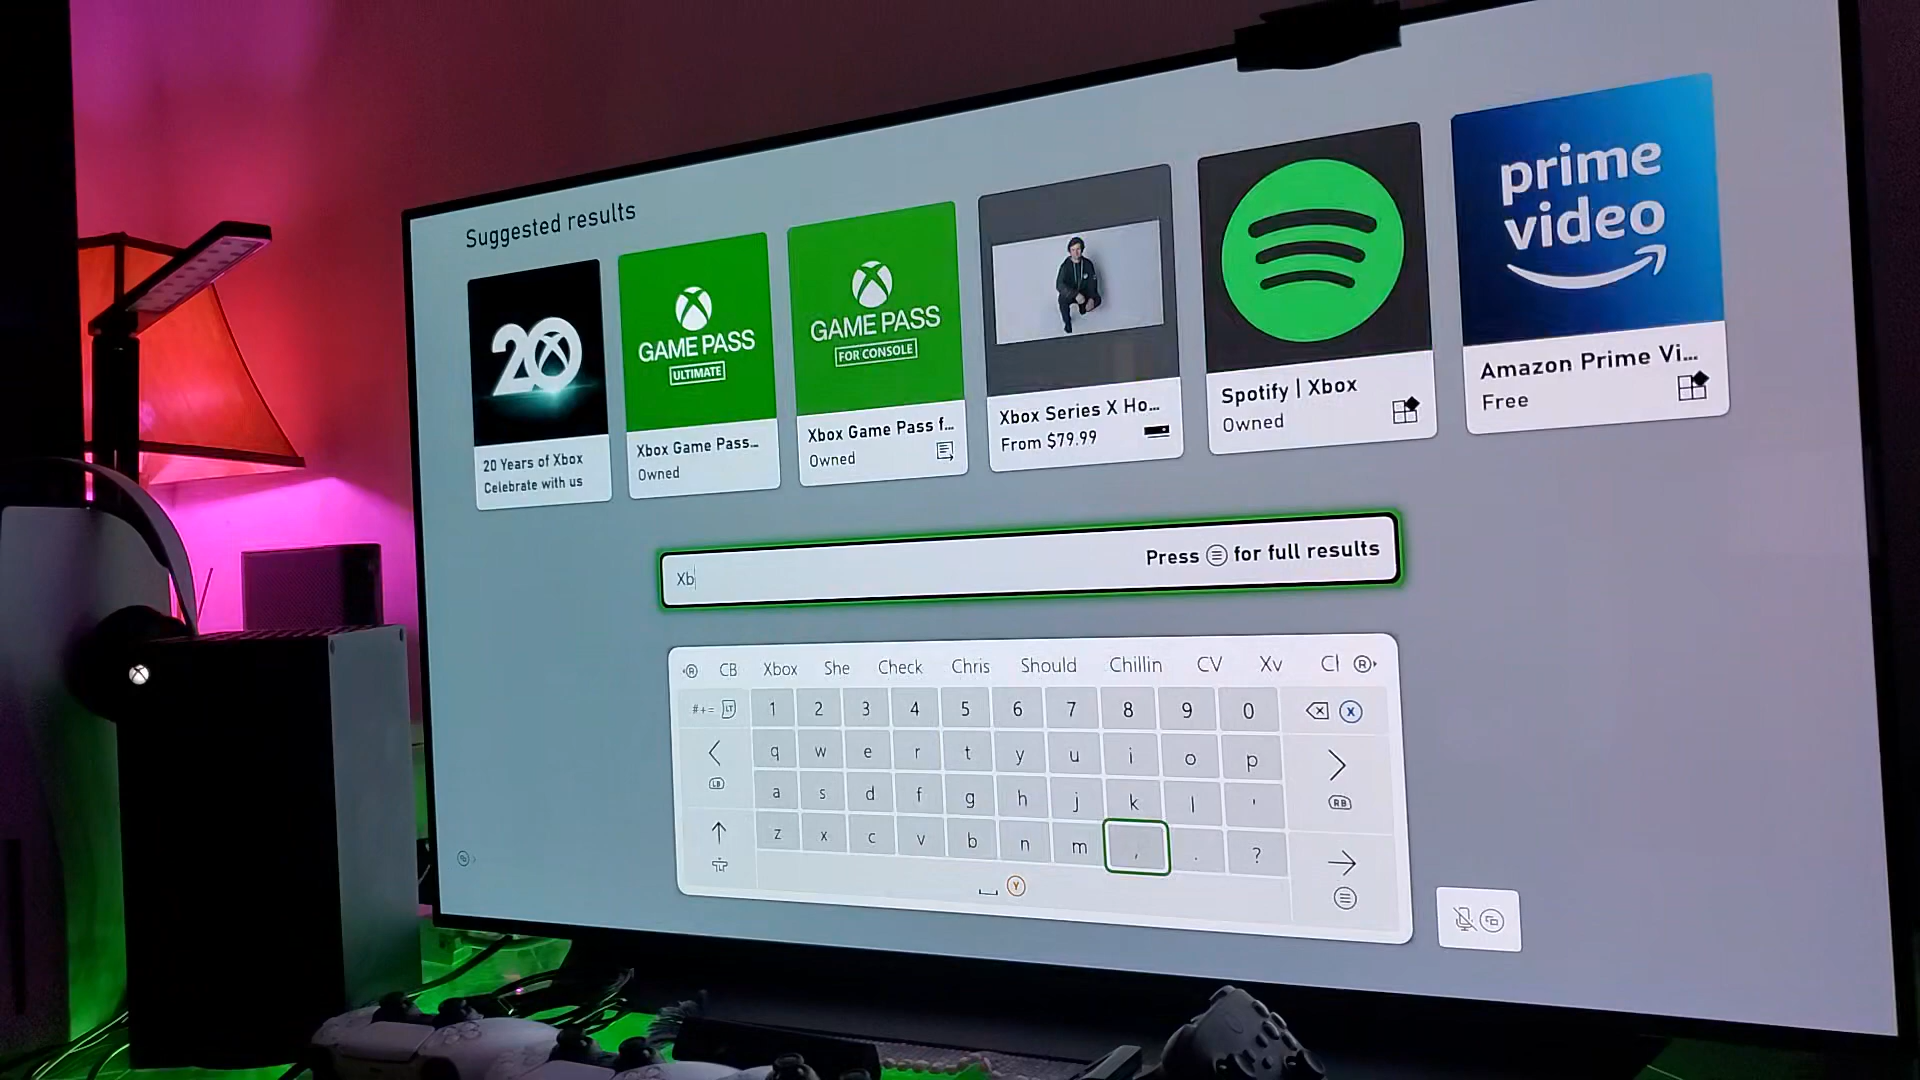 Suggested results
20
GAME PASS
ULTIMATE
GAME PASS
FOR CONSOLE
prime
video
20 Years of Xbox
Celebrate with us
Xbox Game Pass...
Owned
Xbox Game Pass f...
Owned
Xbox Series X Ho...
From $79.99
Spotify | Xbox
Owned
Amazon Prime Vi...
Free
Xb
Press for full results
R CB Xbox She Check Chris Should Chillin CV Xv R
#+= LT 1 2 3 4 5 6 7 8 9 0 X
q w e r t y u i o p
LB
a s d f g h j k l '
RB
z x c v b n m , . ?
Y